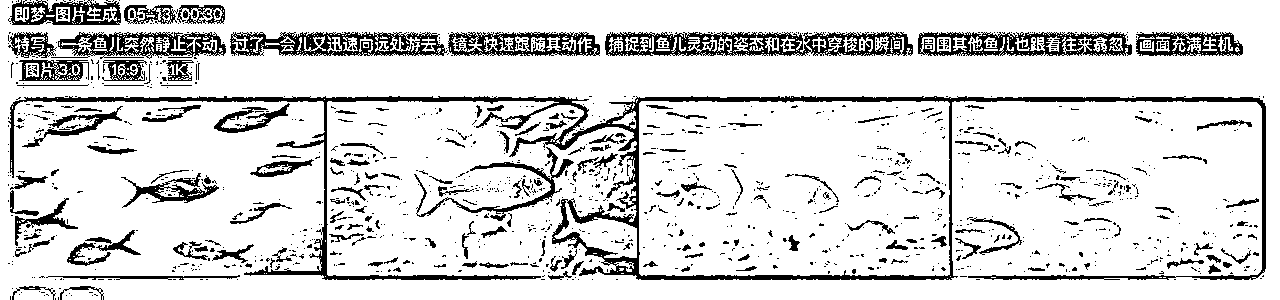 即梦-图片生成 05-13 00:30
特写,一条鱼儿突然静止不动,过了一会儿又迅速向远处游去,镜头快速跟随其动作,捕捉到鱼儿灵动的姿态和在水中穿梭的瞬间,周围其他鱼儿也跟着往来翕忽,画面充满生机。
图片 3.0 16:9 1K